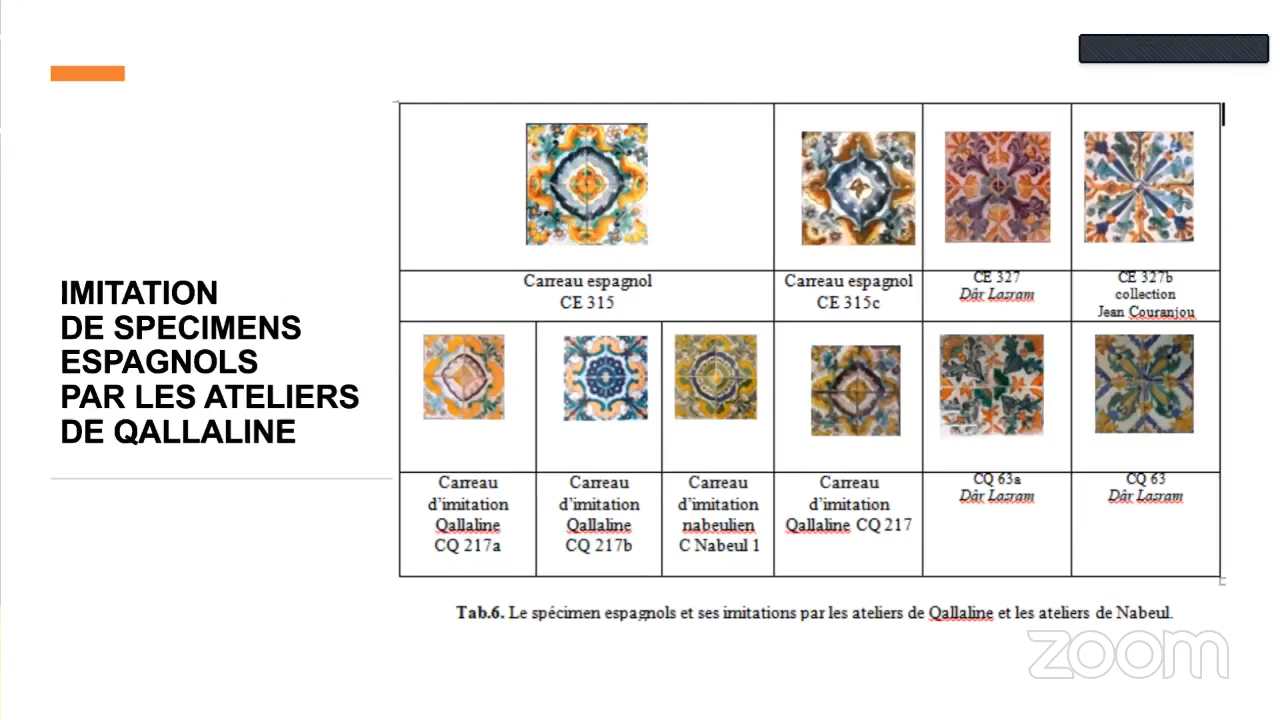 IMITATION
DE SPECIMENS
ESPAGNOLS
PAR LES ATELIERS
DE QALLALINE
Carreau espagnol
CE 315
Carreau espagnol
CE 315c
CE 327
Dâr Lasram
CE 327b
collection
Jean Couranjou
Carreau
d’imitation
Qallaline
CQ 217a
Carreau
d’imitation
Qallaline
CQ 217b
Carreau
d’imitation
nabeulien
C Nabeul 1
Carreau
d’imitation
Qallaline CQ 217
CQ 63a
Dâr Lasram
CQ 63
Dâr Lasram
Tab.6. Le spécimen espagnols et ses imitations par les ateliers de Qallaline et les ateliers de Nabeul.
zoom